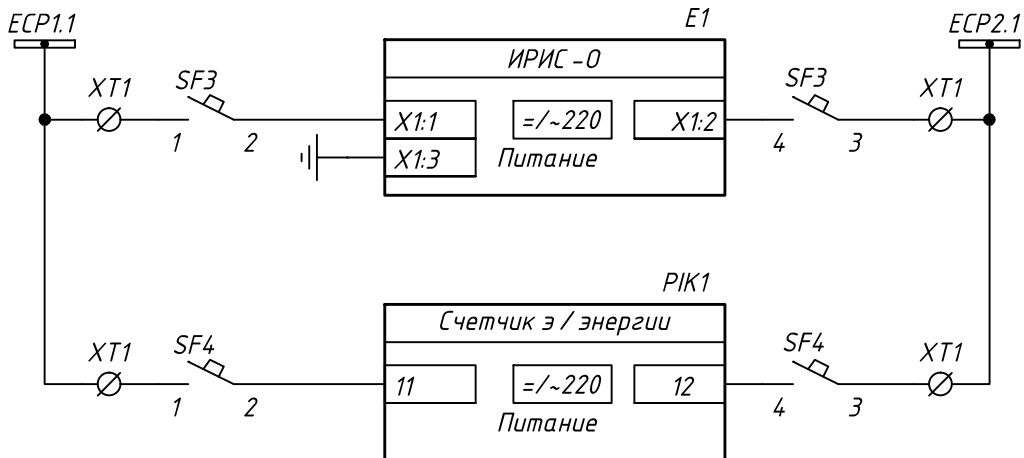 ECP1.1
E1
ECP2.1
ИРИС -О
XT1
SF3
1
2
X1:1
=/~220
X1:2
X1:3
Питание
SF3
4
3
XT1
PIK1
Счетчик э / энергии
XT1
SF4
1
2
11
=/~220
12
Питание
SF4
4
3
XT1